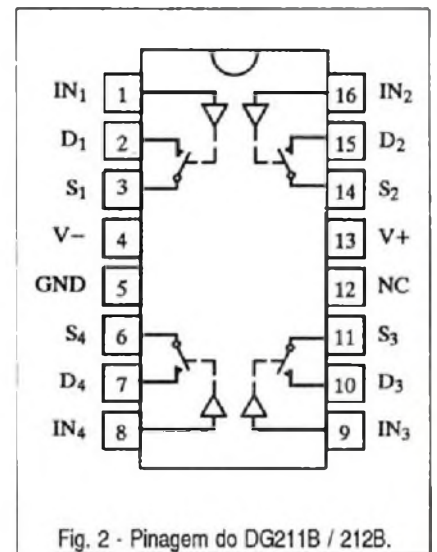 IN₁ 1 16 IN₂
D₁ 2 15 D₂
S₁ 3 14 S₂
V− 4 13 V+
GND 5 12 NC
S₄ 6 11 S₃
D₄ 7 10 D₃
IN₄ 8 9 IN₃
Fig. 2 - Pinagem do DG211B / 212B.